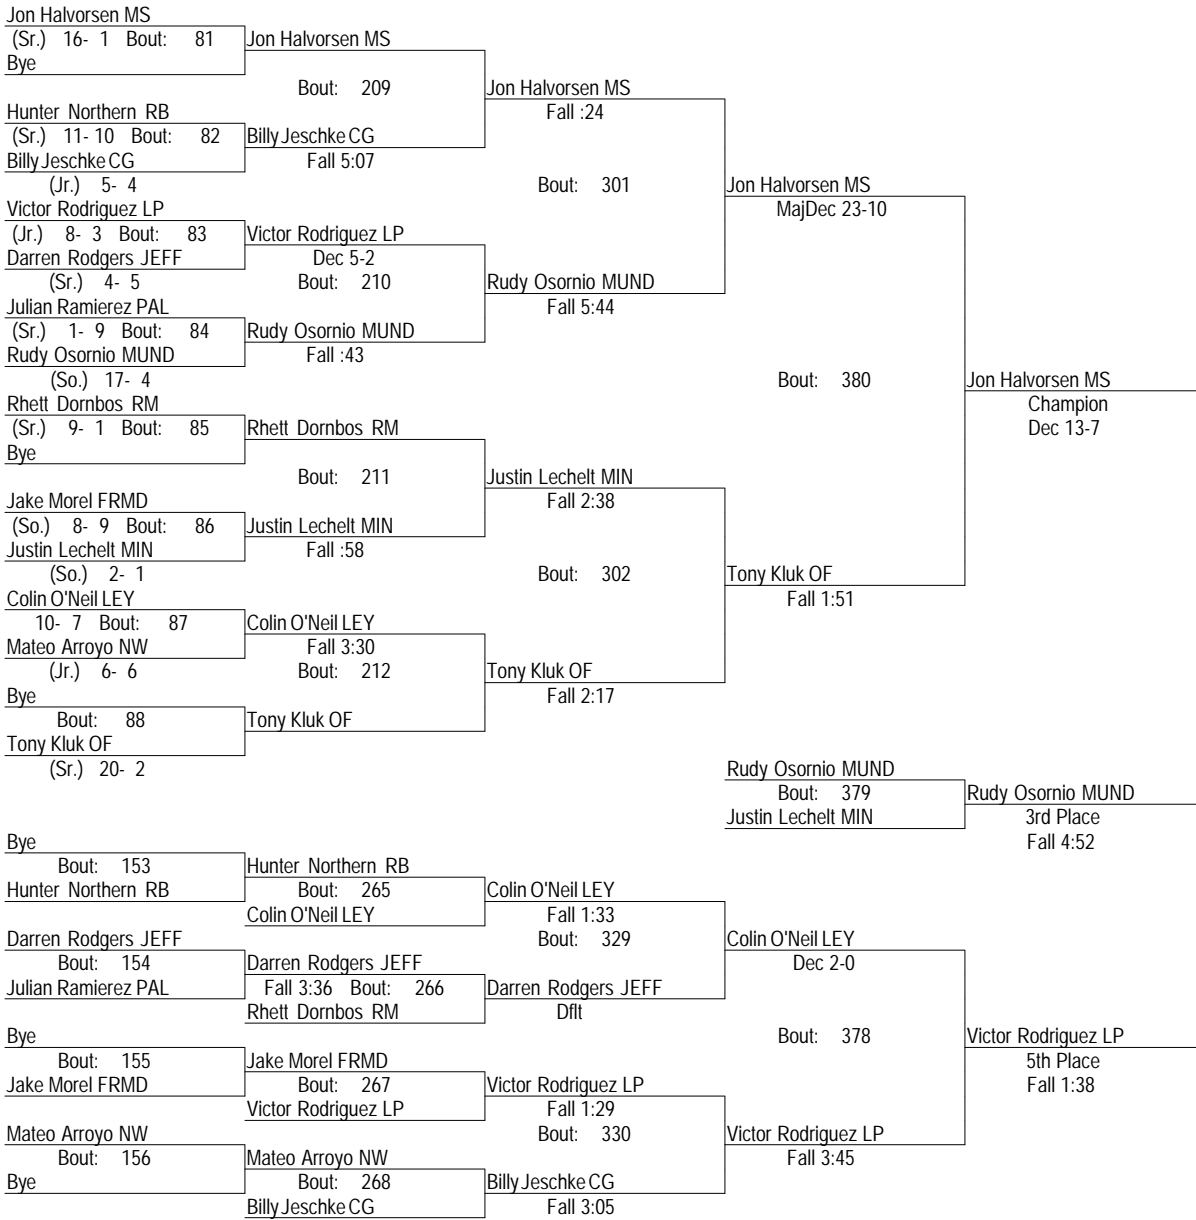 Jon Halvorsen MS
(Sr.) 16- 1 Bout: 81 Jon Halvorsen MS
Bye
Bout: 209 Jon Halvorsen MS
Hunter Northern RB Fall :24
(Sr.) 11- 10 Bout: 82 Billy Jeschke CG
Billy Jeschke CG Fall 5:07
(Jr.) 5- 4 Bout: 301 Jon Halvorsen MS
Victor Rodriguez LP MajDec 23-10
(Jr.) 8- 3 Bout: 83 Victor Rodriguez LP
Darren Rodgers JEFF Dec 5-2
(Sr.) 4- 5 Bout: 210 Rudy Osornio MUND
Julian Ramierez PAL Fall 5:44
(Sr.) 1- 9 Bout: 84 Rudy Osornio MUND
Rudy Osornio MUND Fall :43
(So.) 17- 4 Bout: 380 Jon Halvorsen MS
Rhett Dornbos RM Champion
(Sr.) 9- 1 Bout: 85 Rhett Dornbos RM Dec 13-7
Bye
Bout: 211 Justin Lechelt MIN
Jake Morel FRMD Fall 2:38
(So.) 8- 9 Bout: 86 Justin Lechelt MIN
Justin Lechelt MIN Fall :58
(So.) 2- 1 Bout: 302 Tony Kluk OF
Colin O'Neil LEY Fall 1:51
10- 7 Bout: 87 Colin O'Neil LEY
Mateo Arroyo NW Fall 3:30
(Jr.) 6- 6 Bout: 212 Tony Kluk OF
Bye Fall 2:17
Bout: 88 Tony Kluk OF
Tony Kluk OF
(Sr.) 20- 2 Rudy Osornio MUND
Bout: 379 Rudy Osornio MUND
Justin Lechelt MIN 3rd Place
Bye Fall 4:52
Bout: 153 Hunter Northern RB
Hunter Northern RB Bout: 265 Colin O'Neil LEY
Colin O'Neil LEY Fall 1:33
Darren Rodgers JEFF Bout: 329 Colin O'Neil LEY
Bout: 154 Darren Rodgers JEFF Dec 2-0
Julian Ramierez PAL Fall 3:36 Bout: 266 Darren Rodgers JEFF
Rhett Dornbos RM Dflt
Bye Bout: 378 Victor Rodriguez LP
Bout: 155 Jake Morel FRMD 5th Place
Jake Morel FRMD Bout: 267 Victor Rodriguez LP Fall 1:38
Victor Rodriguez LP Fall 1:29
Mateo Arroyo NW Bout: 330 Victor Rodriguez LP
Bout: 156 Mateo Arroyo NW Fall 3:45
Bye Bout: 268 Billy Jeschke CG
Billy Jeschke CG Fall 3:05